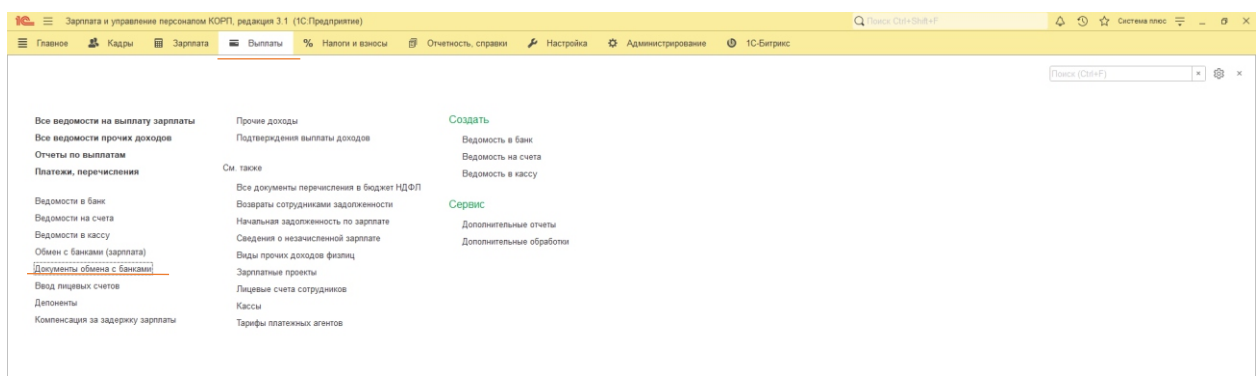 1С Зарплата и управление персоналом КОРП, редакция 3.1 (1С:Предприятие) Поиск Ctrl+Shift+F Система плюс
Главное Кадры Зарплата Выплаты % Налоги и взносы Отчетность, справки Настройка Администрирование 1С-Битрикс
Поиск (Ctrl+F)
Все ведомости на выплату зарплаты
Все ведомости прочих доходов
Отчеты по выплатам
Платежи, перечисления
Ведомости в банк
Ведомости на счета
Ведомости в кассу
Обмен с банками (зарплата)
Документы обмена с банками
Ввод лицевых счетов
Депоненты
Компенсация за задержку зарплаты
Прочие доходы
Подтверждения выплаты доходов
См. также
Все документы перечисления в бюджет НДФЛ
Возвраты сотрудниками задолженности
Начальная задолженность по зарплате
Сведения о незачисленной зарплате
Виды прочих доходов физлиц
Зарплатные проекты
Лицевые счета сотрудников
Кассы
Тарифы платежных агентов
Создать
Ведомость в банк
Ведомость на счета
Ведомость в кассу
Сервис
Дополнительные отчеты
Дополнительные обработки